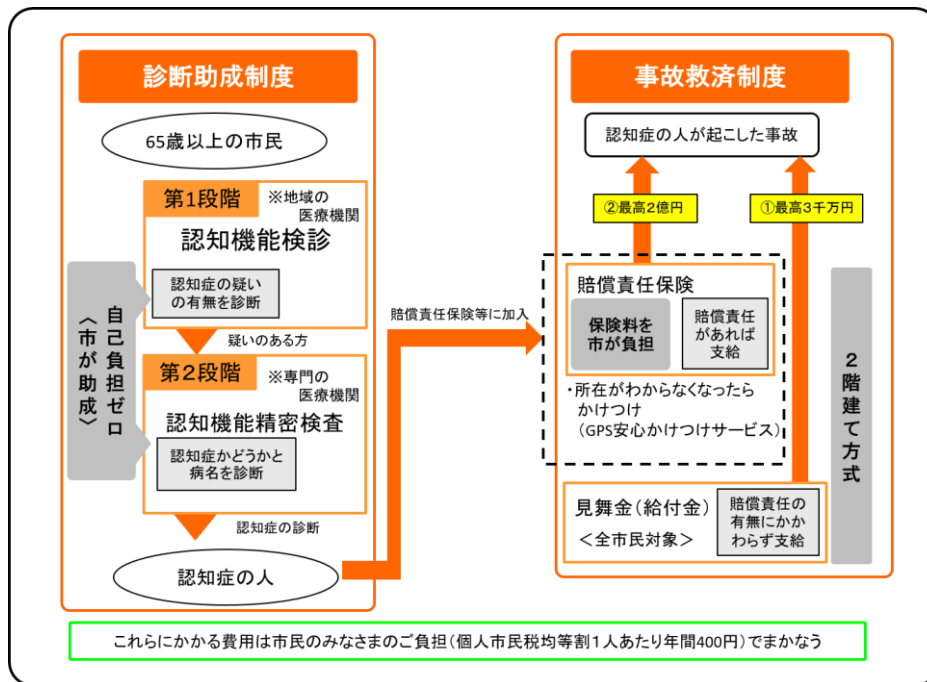 診断助成制度
65歳以上の市民
第1段階
※地域の
医療機関
認知機能検診
認知症の疑い
の有無を診断
疑いのある方
第２段階
※専門の
医療機関
認知機能精密検査
認知症かどうかと
病名を診断
認知症の診断
認知症の人
自己負担ゼロ
〈市が助成〉
賠償責任保険等に加入
事故救済制度
認知症の人が起こした事故
②最高2億円
①最高３千万円
賠償責任保険
保険料を
市が負担
賠償責任
があれば
支給
・所在がわからなくなったら
かけつけ
（GPS安心かけつけサービス）
見舞金（給付金）
＜全市民対象＞
賠償責任の
有無にかか
わらず支給
２階建て方式
これらにかかる費用は市民のみなさまのご負担（個人市民税均等割１人あたり年間400円）でまかなう